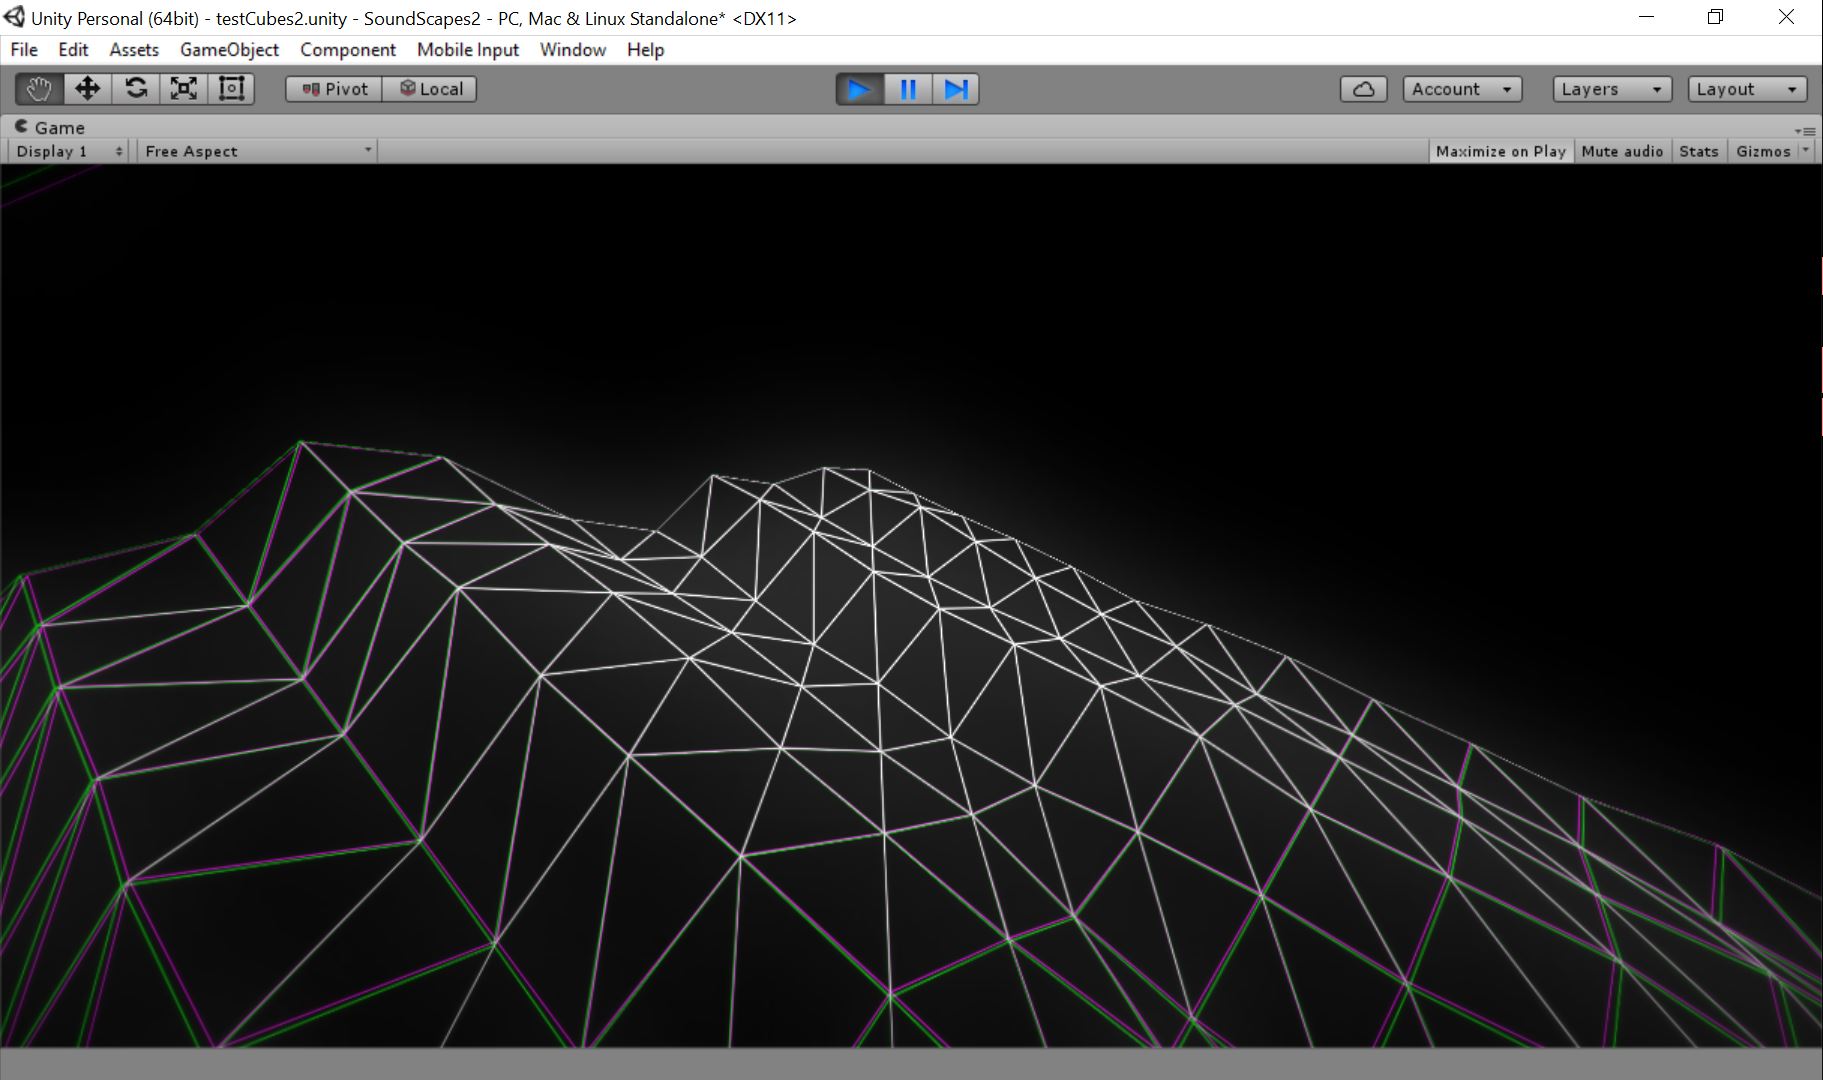 Unity Personal (64bit) - testCubes2.unity - SoundScapes2 - PC, Mac & Linux Standalone* <DX11>
File Edit Assets GameObject Component Mobile Input Window Help
Pivot Local Account Layers Layout
Game
Display 1 Free Aspect Maximize on Play Mute audio Stats Gizmos